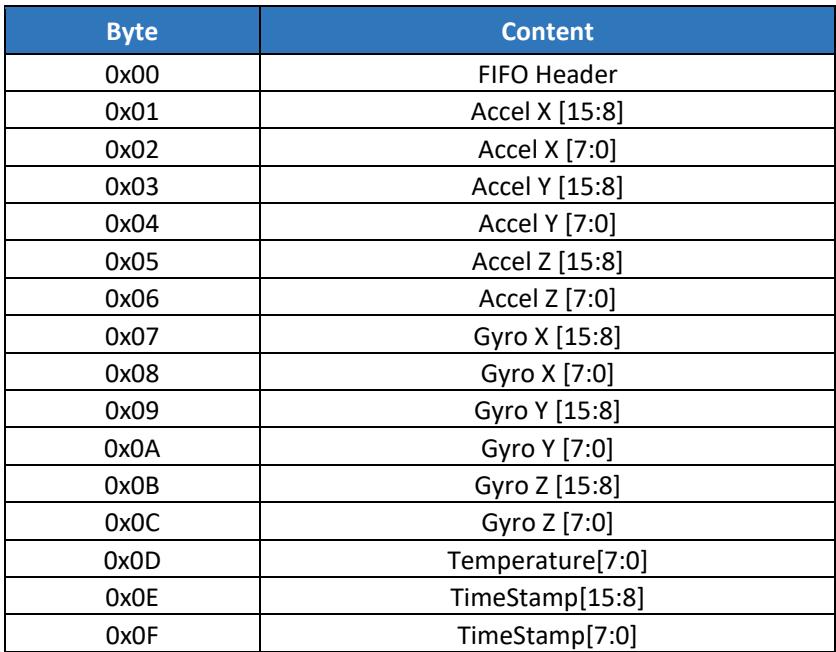 Byte Content
0x00 FIFO Header
0x01 Accel X [15:8]
0x02 Accel X [7:0]
0x03 Accel Y [15:8]
0x04 Accel Y [7:0]
0x05 Accel Z [15:8]
0x06 Accel Z [7:0]
0x07 Gyro X [15:8]
0x08 Gyro X [7:0]
0x09 Gyro Y [15:8]
0x0A Gyro Y [7:0]
0x0B Gyro Z [15:8]
0x0C Gyro Z [7:0]
0x0D Temperature[7:0]
0x0E TimeStamp[15:8]
0x0F TimeStamp[7:0]